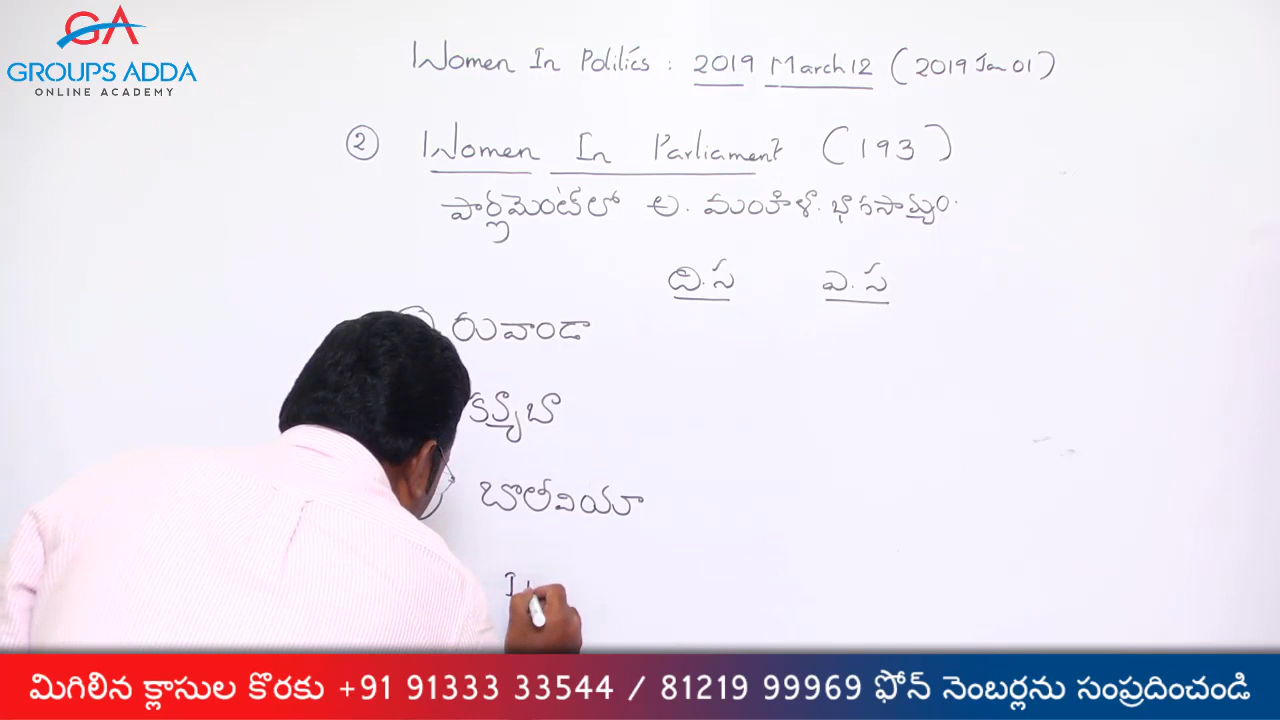 GA
GROUPS ADDA
ONLINE ACADEMY
Women In Politics : 2019 March 12 ( 2019 Jan 01 )
2 Women In Parliament ( 193 )
పార్లమెంట్‌లో అ. మంహిళా. భాగసామ్యం.
ది.స ఎ. స
రువాండా
క్యూబా
బొలీవియా
I
మిగిలిన క్లాసుల కొరకు +91 91333 33544 / 81219 99969 ఫోన్ నెంబర్లను సంప్రదించండి